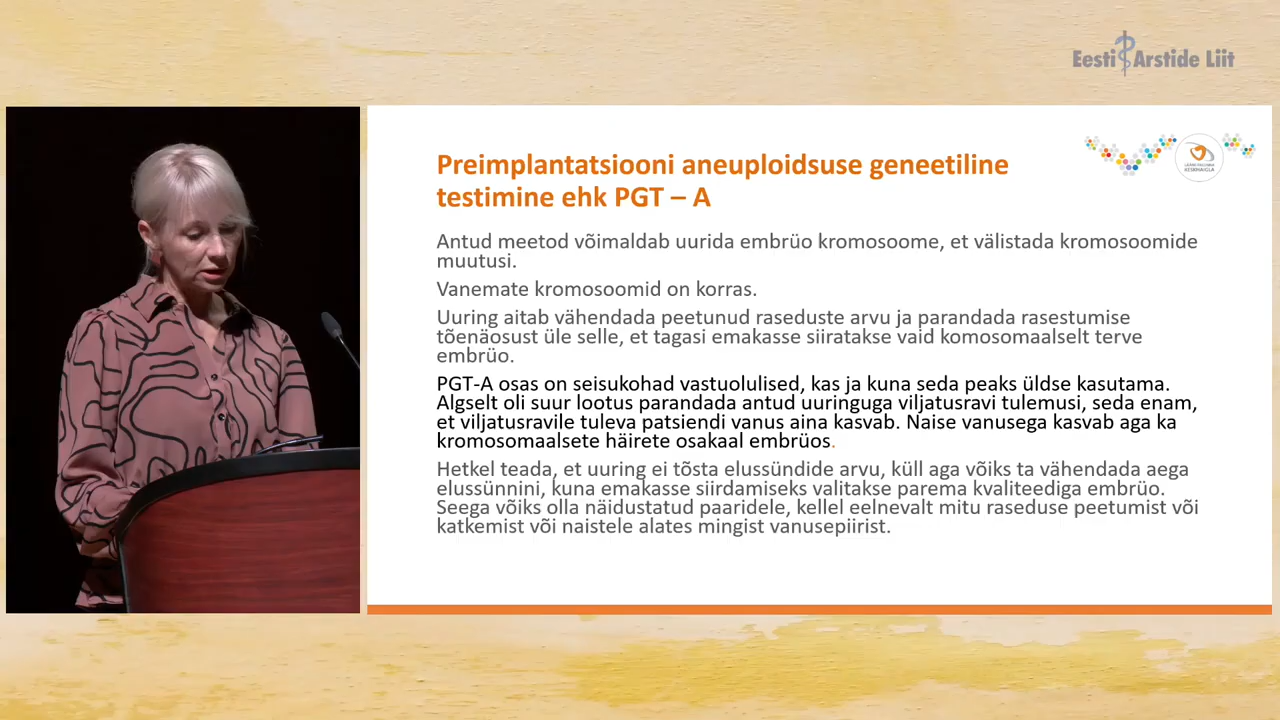 Eesti Arstide Liit
Preimplantatsiooni aneuploidsuse geneetiline
testimine ehk PGT – A
LÄÄNE-TALLINNA
KESKHAIGLA
Antud meetod võimaldab uurida embrüo kromosoome, et välistada kromosoomide
muutusi.
Vanemate kromosoomid on korras.
Uuring aitab vähendada peetunud raseduste arvu ja parandada rasestumise
tõenäosust üle selle, et tagasi emakasse siiratakse vaid komosomaalselt terve
embrüo.
PGT-A osas on seisukohad vastuolulised, kas ja kuna seda peaks üldse kasutama.
Algselt oli suur lootus parandada antud uuringuga viljatusravi tulemusi, seda enam,
et viljatusravile tuleva patsiendi vanus aina kasvab. Naise vanusega kasvab aga ka
kromosomaalsete häirete osakaal embrüos.
Hetkel teada, et uuring ei tõsta elussündide arvu, küll aga võiks ta vähendada aega
elussünnini, kuna emakasse siirdamiseks valitakse parema kvaliteediga embrüo.
Seega võiks olla näidustatud paaridele, kellel eelnevalt mitu raseduse peetumist või
katkemist või naistele alates mingist vanusepiirist.